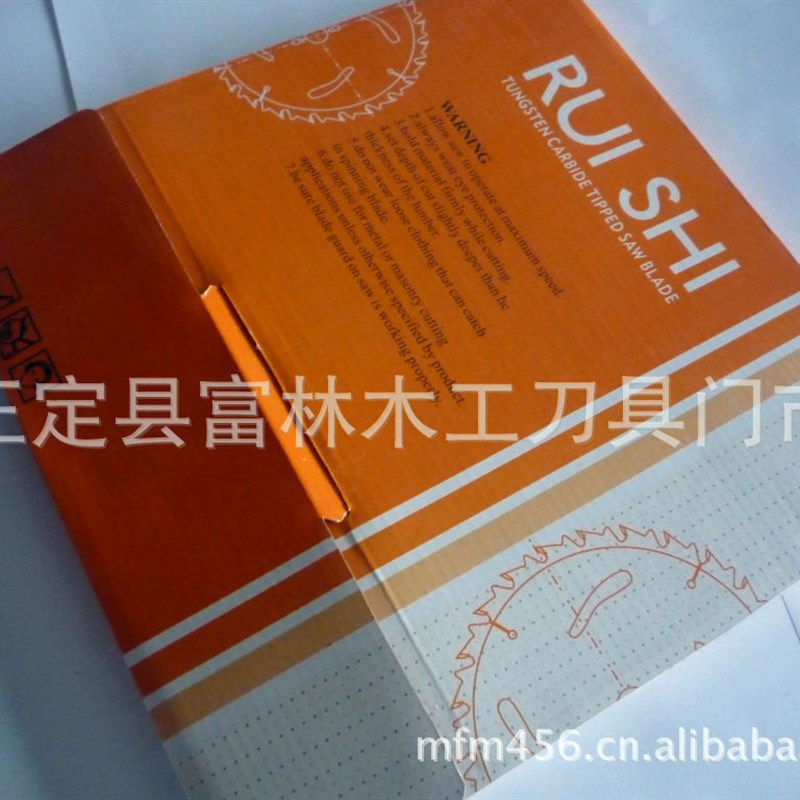 RUI SHI
TUNGSTEN CARBIDE TIPPED SAW BLADE
WARNING
1.allow saw to operate at maximum speed
2.always wear eye protection.
3.hold material firmly while cutting.
4.set depth of cut slightly deeper than he
thickness of the lumber.
5.do not wear loose clothing that can catch
in spinning blade.
6.do not use for metal or masonry cutting
applications unless otherwise specified by product.
7.be sure blade guard on saw is working properly.
正定县富林木工刀具门市
mfm456.cn.alibaba